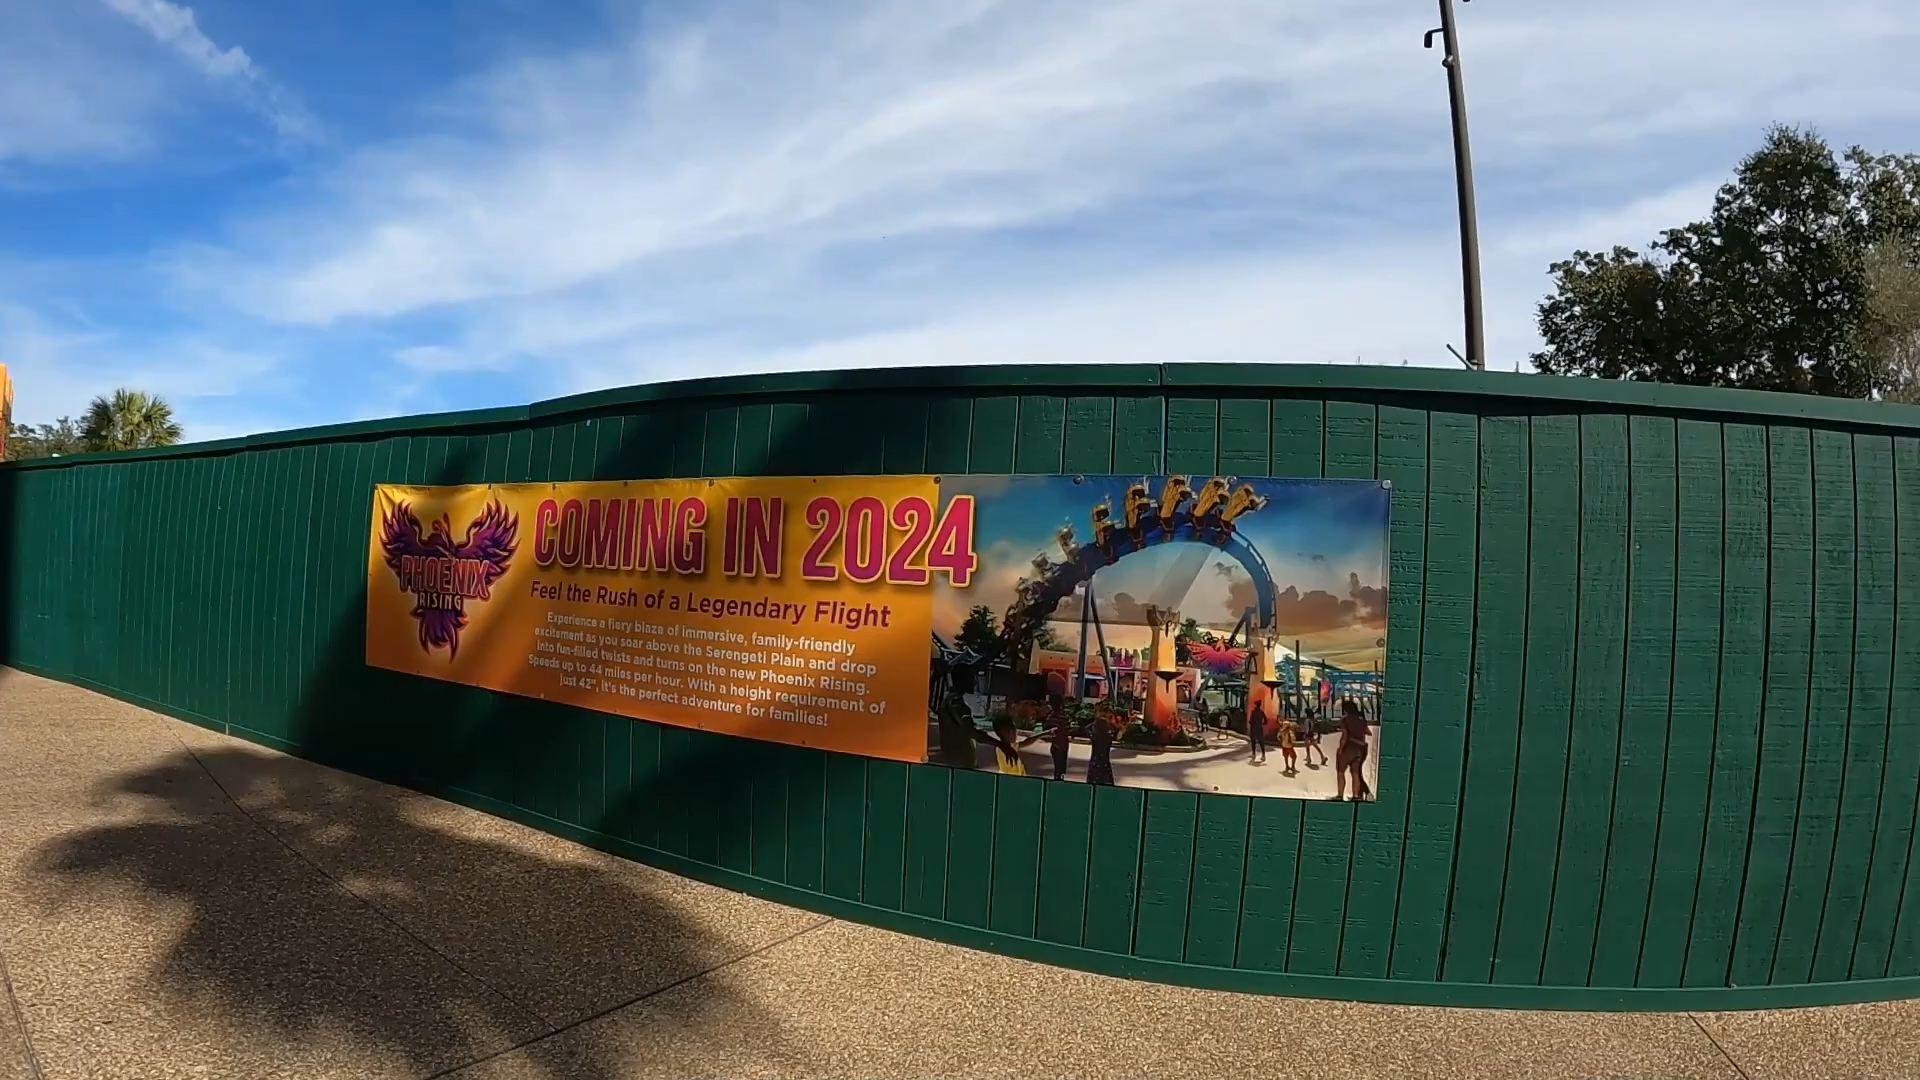 PHOENIX
RISING
COMING IN 2024
Feel the Rush of a Legendary Flight
Experience a fiery blaze of immersive, family-friendly
excitement as you soar above the Serengeti Plain and drop
into fun-filled twists and turns on the new Phoenix Rising.
Speeds up to 44 miles per hour. With a height requirement of
just 42", it's the perfect adventure for families!